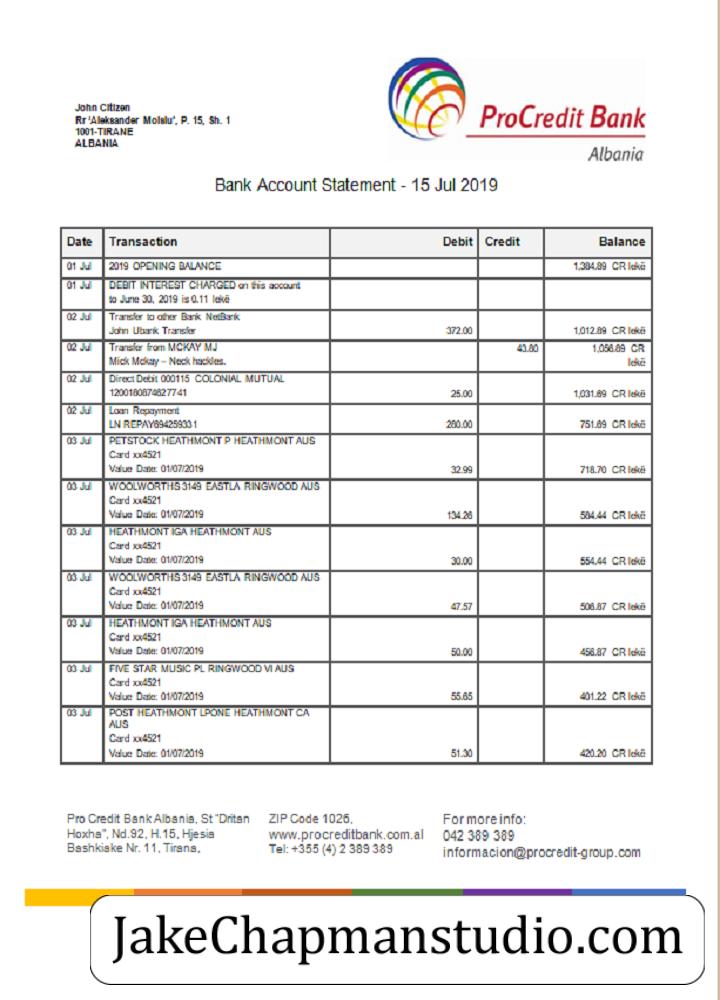 John Citizen
Rr 'Aleksander Moisiu', P. 15, Sh. 1
1001-TIRANE
ALBANIA
ProCredit Bank
Albania
Bank Account Statement - 15 Jul 2019
Date Transaction Debit Credit Balance
01 Jul 2019 OPENING BALANCE 1,384.89 CR lekë
01 Jul DEBIT INTEREST CHARGED on this account
to June 30, 2019 is 0.11 lekë
02 Jul Transfer to other Bank NetBank
John Ubank Transfer 372.00 1,012.89 CR lekë
02 Jul Transfer from MCKAY MJ 43.80 1,056.69 CR
Mick Mckay – Neck hackles. lekë
02 Jul Direct Debit 000115 COLONIAL MUTUAL
1200180874627741 25.00 1,031.69 CR lekë
02 Jul Loan Repayment
LN REPAY694259331 280.00 751.69 CR lekë
03 Jul PETSTOCK HEATHMONT P HEATHMONT AUS
Card xx4521
Value Date: 01/07/2019 32.99 718.70 CR lekë
03 Jul WOOLWORTHS 3149 EASTLA RINGWOOD AUS
Card xx4521
Value Date: 01/07/2019 134.26 584.44 CR lekë
03 Jul HEATHMONT IGA HEATHMONT AUS
Card xx4521
Value Date: 01/07/2019 30.00 554.44 CR lekë
03 Jul WOOLWORTHS 3149 EASTLA RINGWOOD AUS
Card xx4521
Value Date: 01/07/2019 47.57 506.87 CR lekë
03 Jul HEATHMONT IGA HEATHMONT AUS
Card xx4521
Value Date: 01/07/2019 50.00 456.87 CR lekë
03 Jul FIVE STAR MUSIC PL RINGWOOD VI AUS
Card xx4521
Value Date: 01/07/2019 55.65 401.22 CR lekë
03 Jul POST HEATHMONT LPONE HEATHMONT CA
AUS
Card xx4521
Value Date: 01/07/2019 51.30 420.20 CR lekë
Pro Credit Bank Albania, St "Dritan
Hoxha", Nd.92, H.15, Hjesia
Bashkiake Nr. 11, Tirana,
ZIP Code 1026,
www.procreditbank.com.al
Tel: +355 (4) 2 389 389
For more info:
042 389 389
informacion@procredit-group.com
JakeChapmanstudio.com